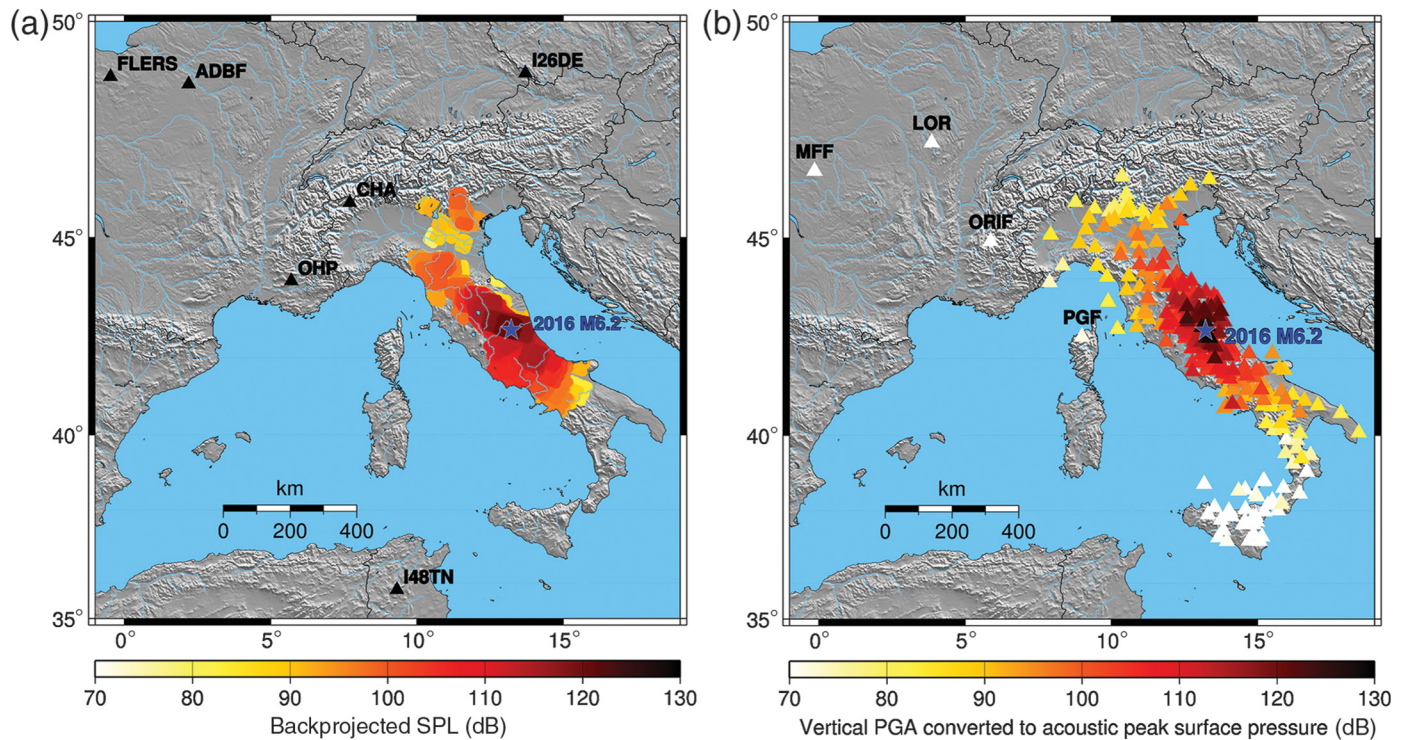 (a)
50°
FLERS
ADBF
I26DE
CHA
45°
OHP
2016 M6.2
40°
km
0 200 400
I48TN
35°
0° 5° 10° 15°
70 80 90 100 110 120 130
Backprojected SPL (dB)
(b)
50°
LOR
MFF
ORIF
45°
PGF
2016 M6.2
40°
km
0 200 400
35°
0° 5° 10° 15°
70 80 90 100 110 120 130
Vertical PGA converted to acoustic peak surface pressure (dB)